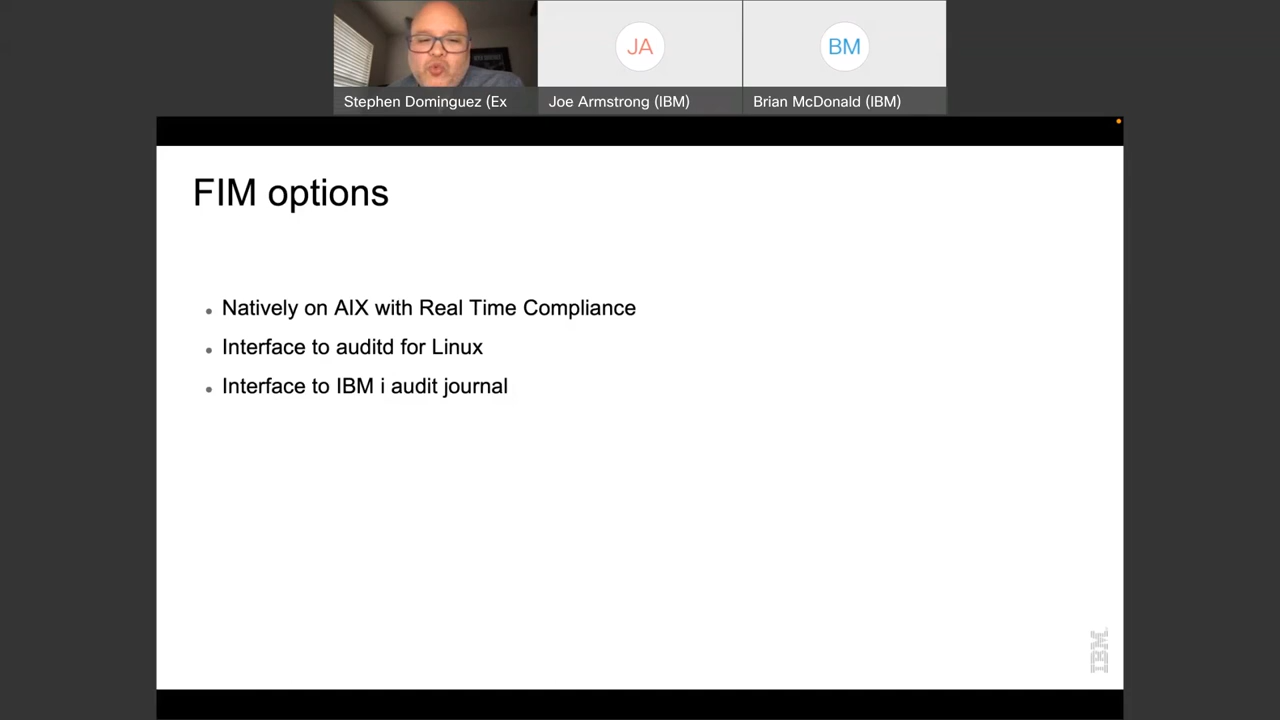 JA
BM
Stephen Dominguez (Ex
Joe Armstrong (IBM)
Brian McDonald (IBM)
FIM options
Natively on AIX with Real Time Compliance
Interface to auditd for Linux
Interface to IBM i audit journal
IBM